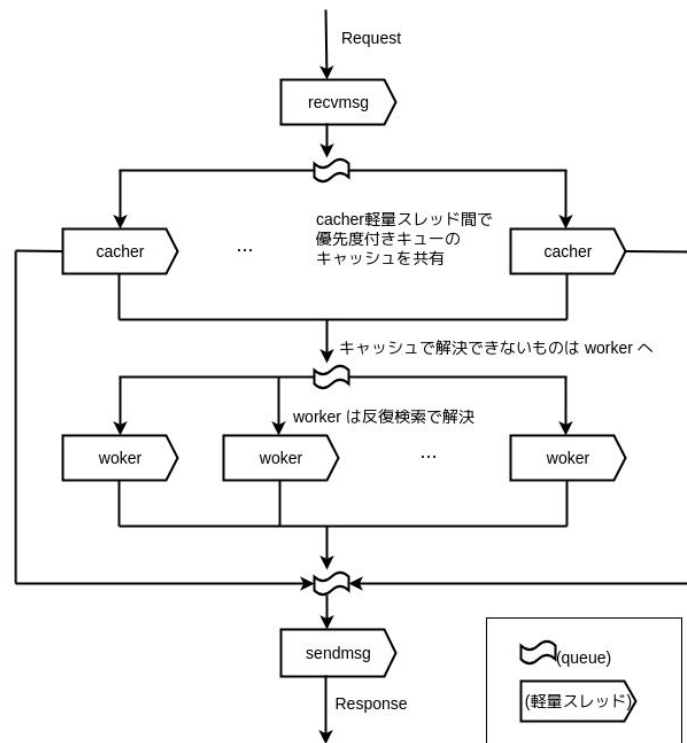 Request
recvmsg
cacher軽量スレッド間で
優先度付きキューの
キャッシュを共有
cacher
...
cacher
キャッシュで解決できないものは worker へ
worker は反復検索で解決
woker
woker
...
woker
sendmsg
Response
(queue)
(軽量スレッド)